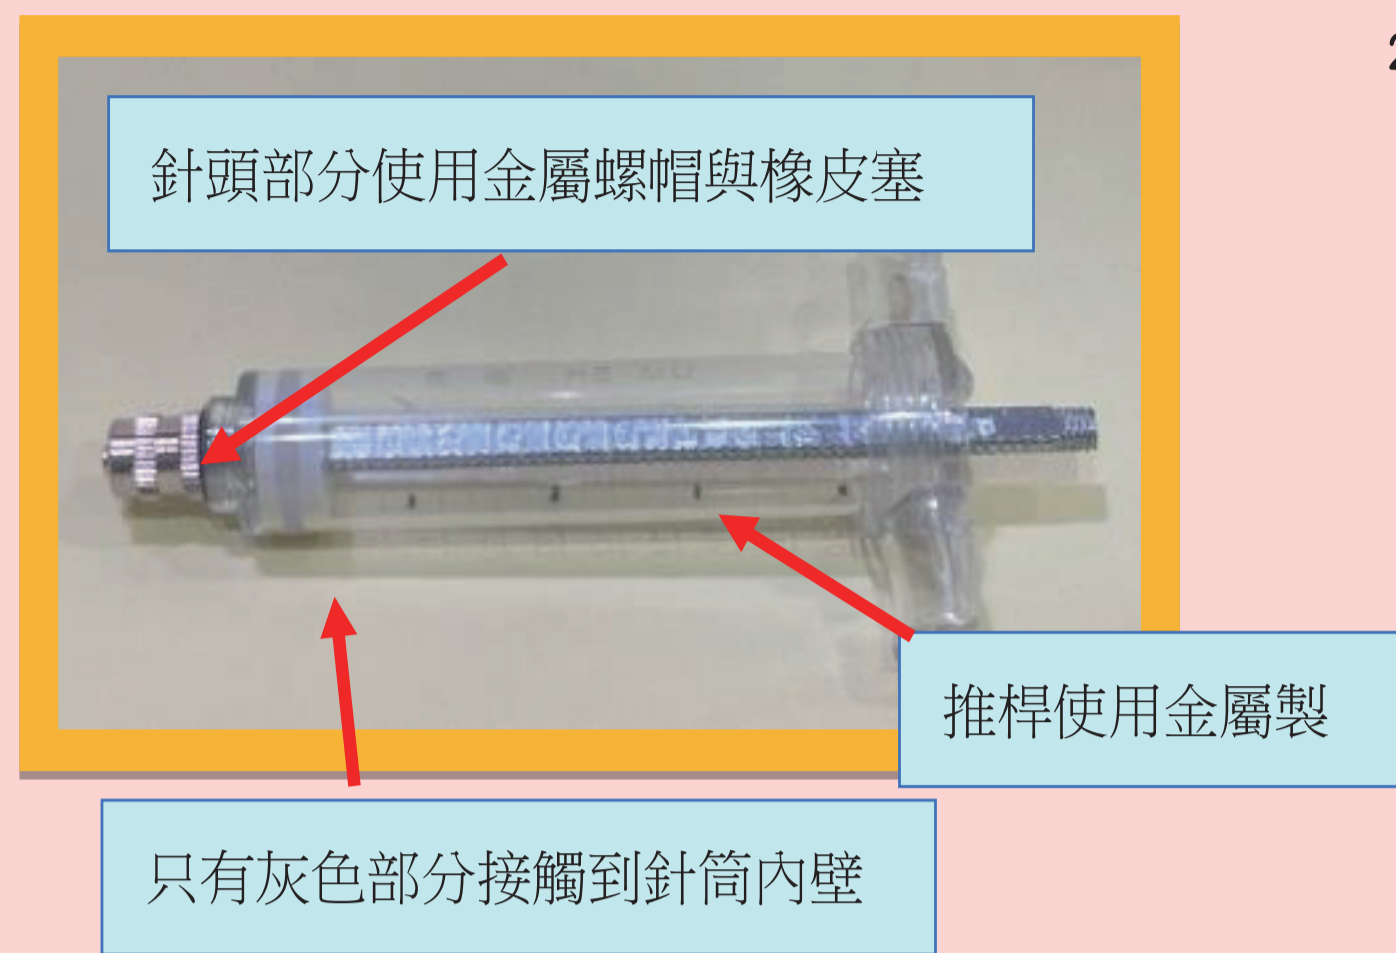 針頭部分使用金屬螺帽與橡皮塞
推桿使用金屬製
只有灰色部分接觸到針筒內壁